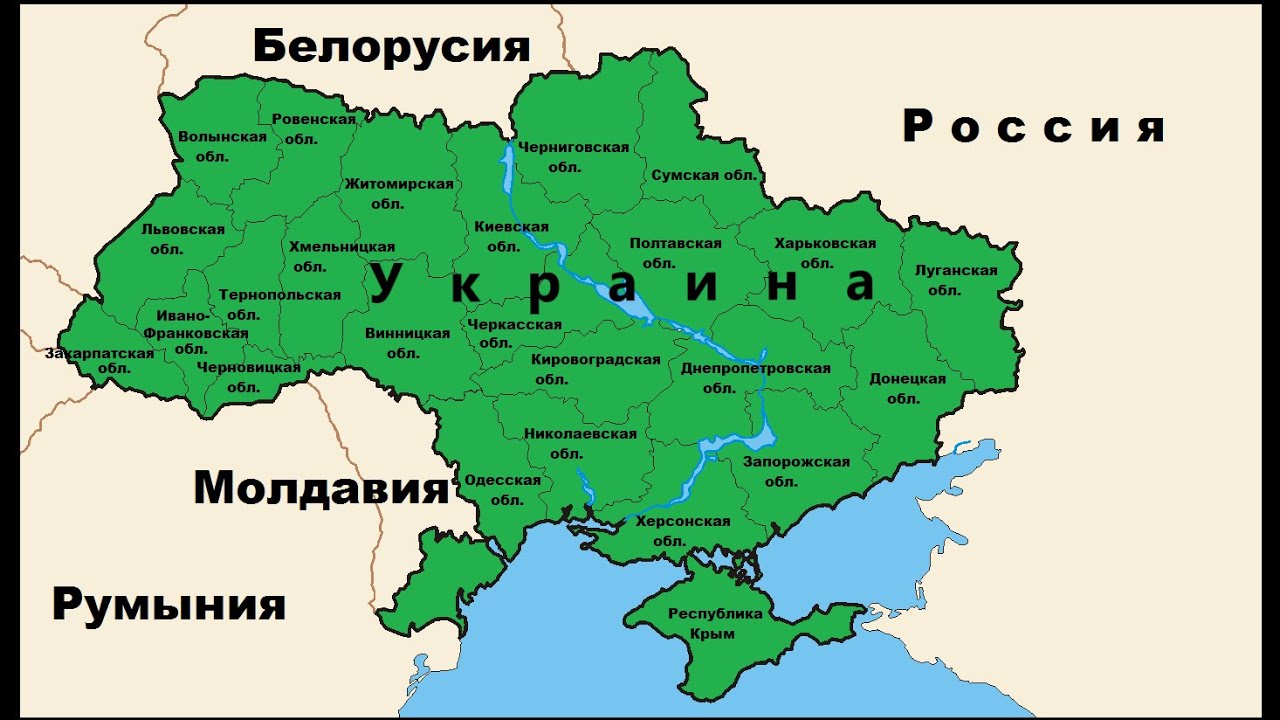 Белорусия
Россия
Волынская
обл.
Ровенская
обл.
Житомирская
обл.
Черниговская
обл.
Сумская обл.
Львовская
обл.
Хмельницкая
обл.
Киевская
обл.
Полтавская
обл.
Харьковская
обл.
Луганская
обл.
Украина
Тернопольская
обл.
Ивано-
Франковская
обл.
Закарпатская
обл.
Черновицкая
обл.
Винницкая
обл.
Черкасская
обл.
Кировоградская
обл.
Днепропетровская
обл.
Донецкая
обл.
Николаевская
обл.
Запорожская
обл.
Молдавия
Одесская
обл.
Херсонская
обл.
Румыния
Республика
Крым